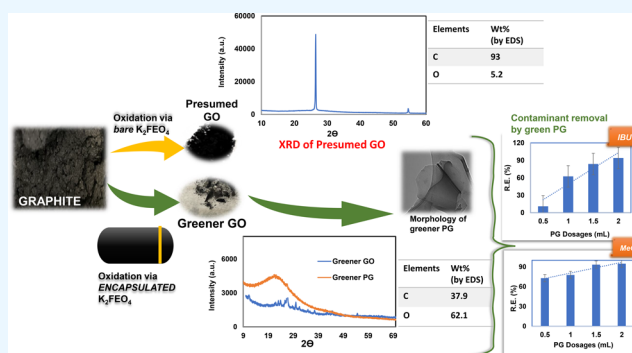 60000
40000
20000
0
Intensity (a.u.)
10 20 30 40 50 60
2Θ
XRD of Presumed GO
Elements Wt% (by EDS)
C 93
O 5.2
Oxidation via bare K2FEO4
Presumed GO
GRAPHITE
Greener GO
Oxidation via ENCAPSULATED K2FEO4
Morphology of greener PG
Intensity (a.u.)
9000
6000
3000
0
Greener GO
Greener PG
9 19 29 39 49 59 69
2Θ
Elements Wt% (by EDS)
C 37.9
O 62.1
Contaminant removal by green PG
IBU
R.E. (%)
120
90
60
30
0
0.5 1 1.5 2
PG Dosages (mL)
R.E. (%)
100
50
0
0.5 1 1.5 2
PG Dosages (mL)